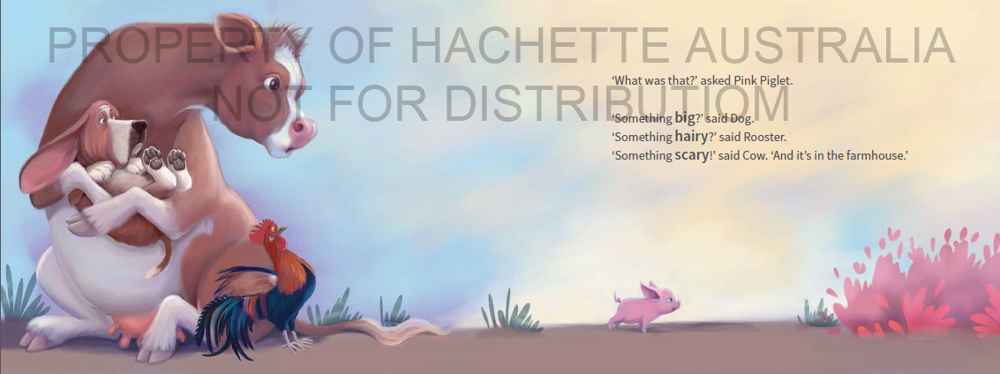 PROPERTY OF HACHETTE AUSTRALIA
‘What was that?’ asked Pink Piglet.
NOT FOR DISTRIBUTIOM
‘Something big?’ said Dog.
‘Something hairy?’ said Rooster.
‘Something scary!’ said Cow. ‘And it’s in the farmhouse.’